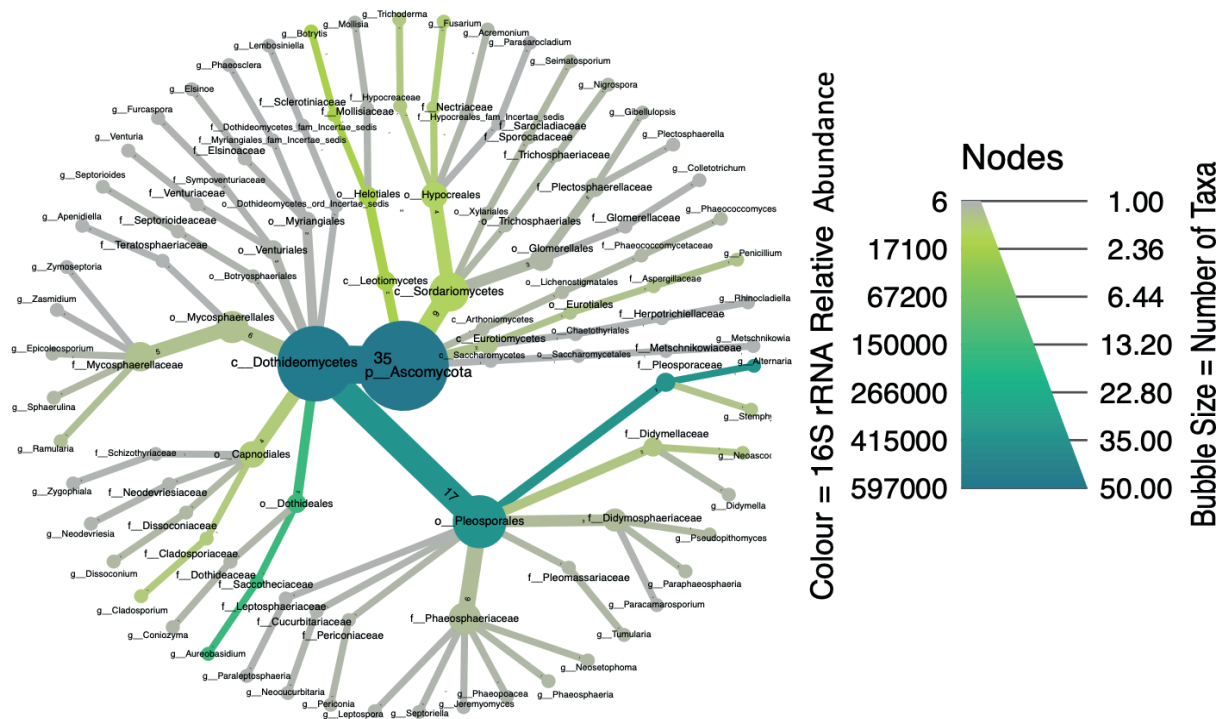 g__Trichoderma
g__Mollisia
g__Fusarium
g__Botrytis
g__Acremonium
g__Lembosiniella
g__Parasarocladium
g__Phaeosclera
g__Seimatosporium
g__Elsinoe
f__Sclerotiniaceae
f__Hypocreaceae
g__Nigrospora
g__Furcaspora
f__Mollisiaceae
f__Nectriaceae
g__Gibellulopsis
f__Hypocreales_fam_Incertae_sedis
f__Dothideomycetes_fam_Incertae_sedis
f__Sarocladiaceae
g__Venturia
f__Myriangiales_fam_Incertae_sedis
f__Sporocadaceae
g__Plectosphaerella
f__Elsinoaceae
f__Trichosphaeriaceae
g__Colletotrichum
g__Septorioides
f__Sympoventuriaceae
f__Plectosphaerellaceae
f__Venturiaceae
o__Helotiales
o__Hypocreales
o__Dothideomycetes_ord_Incertae_sedis
g__Apenidiella
f__Septorioideaceae
o__Myriangiales
o__Xylariales
o__Trichosphaeriales
f__Glomerellaceae
g__Phaeococcomyces
f__Teratosphaeriaceae
o__Venturiales
o__Glomerellales
f__Phaeococcomycetaceae
g__Penicillium
g__Zymoseptoria
o__Botryosphaeriales
c__Leotiomycetes
c__Sordariomycetes
o__Lichenostigmatales
f__Aspergillaceae
g__Zasmidium
o__Mycosphaerellales
6
6
c__Arthoniomycetes
o__Eurotiales
g__Rhinocladiella
f__Herpotrichiellaceae
o__Chaetothyriales
c__Eurotiomycetes
g__Metschnikowia
g__Epicoleosporium
5
f__Mycosphaerellaceae
c__Dothideomycetes
35
p__Ascomycota
c__Saccharomycetes
o__Saccharomycetales
f__Metschnikowiaceae
f__Pleosporaceae
g__Alternaria
g__Sphaerulina
g__Stemph
g__Ramularia
4
f__Didymellaceae
f__Schizothyriaceae
o__Capnodiales
g__Neoascoc
g__Zygophiala
f__Neodevriesiaceae
17
g__Didymella
o__Dothideales
f__Dissoconiaceae
o__Pleosporales
f__Didymosphaeriaceae
g__Neodevriesia
g__Pseudopithomyces
f__Cladosporiaceae
g__Dissoconium
f__Dothideaceae
f__Pleomassariaceae
g__Paraphaeosphaeria
f__Saccotheciaceae
g__Cladosporium
f__Leptosphaeriaceae
6
g__Paracamarosporium
f__Cucurbitariaceae
f__Phaeosphaeriaceae
g__Coniozyma
f__Periconiaceae
g__Tumularia
g__Aureobasidium
g__Neosetophoma
g__Paraleptosphaeria
g__Neocucurbitaria
g__Phaeopoacea
g__Phaeosphaeria
g__Periconia
g__Jeremyomyces
g__Leptospora
g__Septoriella
Colour = 16S rRNA Relative Abundance
Nodes
6 1.00
17100 2.36
67200 6.44
150000 13.20
266000 22.80
415000 35.00
597000 50.00
Bubble Size = Number of Taxa